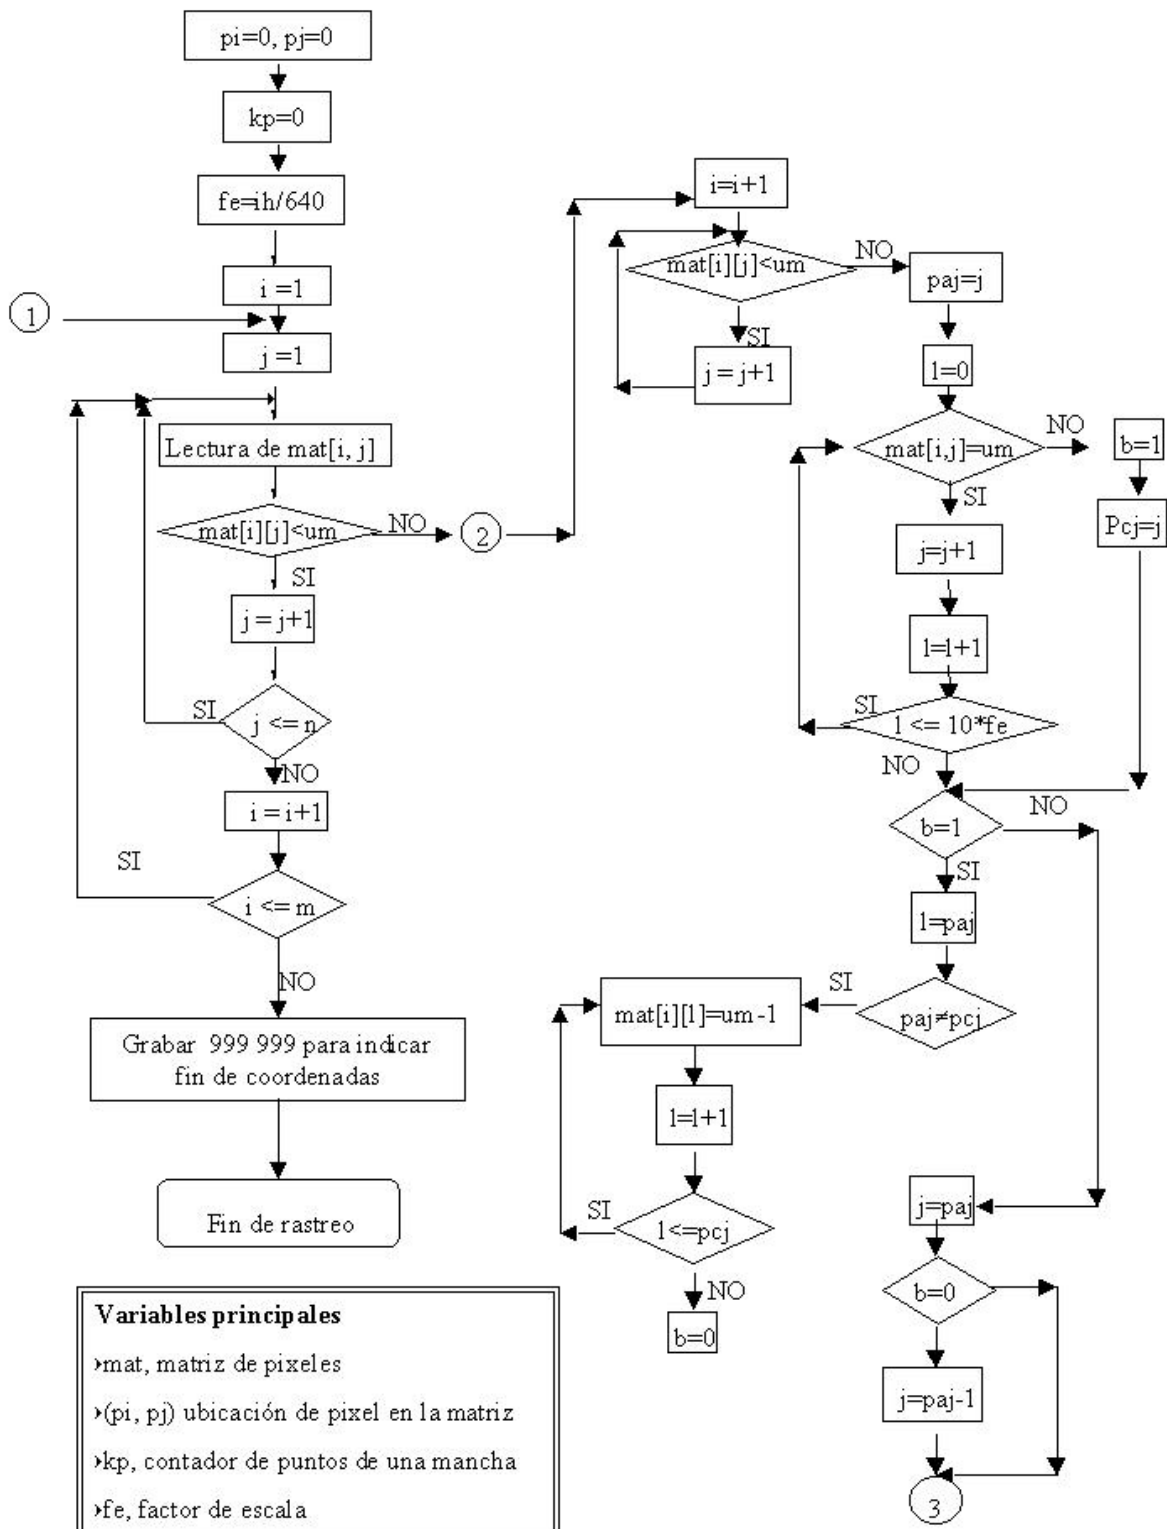 pi=0, pj=0
kp=0
fe=ih/640
i =1
1
j =1
Lectura de mat[i, j]
mat[i][j]<um
NO
2
SI
j = j+1
SI
j <= n
NO
i = i+1
SI
i <= m
NO
Grabar 999 999 para indicar
fin de coordenadas
Fin de rastreo
Variables principales
›mat, matriz de pixeles
›(pi, pj) ubicación de pixel en la matriz
›kp, contador de puntos de una mancha
›fe, factor de escala
i=i+1
mat[i][j]<um
NO
paj=j
SI
j = j+1
l=0
mat[i,j]=um
NO
b=1
Pcj=j
SI
j=j+1
l=l+1
SI
l <= 10*fe
NO
b=1
NO
SI
l=paj
paj≠pcj
SI
mat[i][l]=um-1
l=l+1
SI
l<=pcj
NO
b=0
j=paj
b=0
j=paj-1
3